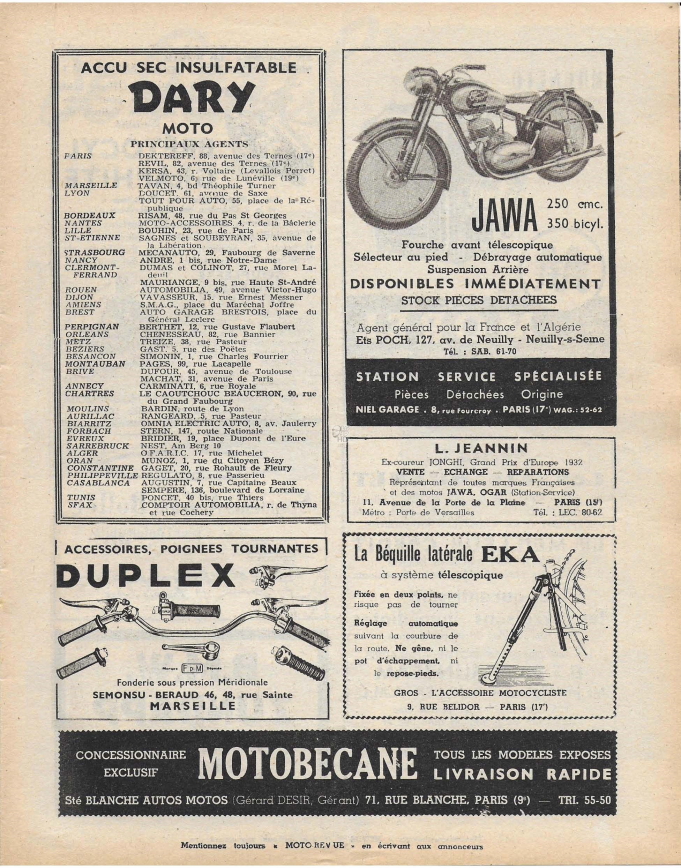 ACCU SEC INSULFATABLE
DARY
MOTO
PRINCIPAUX AGENTS
PARIS DEKTEREFF, 88, avenue des Ternes (17e)
REVIL, 82, avenue des Ternes (17e)
KERSA, 43, r. Voltaire (Levallois Perret)
VELMOTO, 6, rue de Lunéville (19e)
MARSEILLE TAVAN, 4, bd Théophile Turner
LYON DOUCET, 61, avenue de Saxe
TOUT POUR AUTO, 55, place de la Ré-
publique
BORDEAUX RISAM, 48, rue du Pas St Georges
NANTES MOTO-ACCESSOIRES, 4, r. de la Bâclerie
LILLE BOUHIN, 23, rue de Paris
ST-ETIENNE SAGNES et SOUBEYRAN, 35, avenue de
la Libération
STRASBOURG MECANAUTO, 29, Faubourg de Saverne
NANCY ANDRE, 1 bis, rue Notre-Dame
CLERMONT- DUMAS et COLINOT, 27, rue Morel La-
FERRAND deuil
MAURIANGE, 9 bis, rue Haute St-André
ROUEN AUTOMOBILIA, 49, avenue Victor-Hugo
DIJON VAVASSEUR, 15, rue Ernest Messner
AMIENS S.M.A.G., place du Maréchal Joffre
BREST AUTO GARAGE BRESTOIS, place du
Général Leclerc
PERPIGNAN BERTHET, 12, rue Gustave Flaubert
ORLEANS CHENESSEAU, 82, rue Bannier
METZ TREIZE, 38, rue Pasteur
BEZIERS GAST, 5, rue des Poètes
BESANCON SIMONIN, 1, rue Charles Fourrier
MONTAUBAN PAGES, 99, rue Lacapelle
BRIVE DUFOUR, 45, avenue de Toulouse
MACHAT, 31, avenue de Paris
ANNECY CARMINATI, 6, rue Royale
CHARTRES LE CAOUTCHOUC BEAUCERON, 90, rue
du Grand Faubourg
MOULINS BARDIN, route de Lyon
AURILLAC RANGEARD, 5, rue Pasteur
BIARRITZ OMNIA ELECTRIC AUTO, 8, av. Jaulerry
FORBACH STERN, 147, route Nationale
EVREUX BRIDIER, 19, place Dupont de l'Eure
SARREBRUCK NEST, Am Berg 10
ALGER O.F.A.R.I.C. 17, rue Michelet
ORAN MUNOZ, 1, rue du Citoyen Bézy
CONSTANTINE GAGET, 20, rue Rohault de Fleury
PHILIPPEVILLE REGULATO, 8, rue Passerieu
CASABLANCA AUGUSTIN, 7, rue Capitaine Beaux
SEMPERE, 136, boulevard de Lorraine
TUNIS PONCET, 40 bis, rue Thiers
SFAX COMPTOIR AUTOMOBILIA, r. de Thyna
et rue Cochery
JAWA 250 cmc.
350 bicyl.
Fourche avant télescopique
Sélecteur au pied - Débrayage automatique
Suspension Arrière
DISPONIBLES IMMÉDIATEMENT
STOCK PIÈCES DETACHEES
Agent général pour la France et l'Algérie
Ets POCH, 127, av. de Neuilly - Neuilly-s-Seine
Tél. : SAB. 61-70
STATION SERVICE SPÉCIALISÉE
Pièces Détachées Origine
NIEL GARAGE - 8, rue Fourcroy - PARIS (17e) WAG.: 52-62
L. JEANNIN
Ex-coureur JONGHI, Grand Prix d'Europe 1932
VENTE — ECHANGE — REPARATIONS
Représentant de toutes marques Françaises
et des motos JAWA, OGAR (Station-Service)
11, Avenue de la Porte de la Plaine — PARIS (15e)
Métro : Porte de Versailles Tél. : LEC. 80-62
ACCESSOIRES, POIGNEES TOURNANTES
DUPLEX
Marque FDM Déposée
Fonderie sous pression Méridionale
SEMONSU - BERAUD 46, 48, rue Sainte
MARSEILLE
La Béquille latérale EKA
à système télescopique
Fixée en deux points, ne
risque pas de tourner
Réglage automatique
suivant la courbure de
la route. Ne gêne, ni le
pot d'échappement, ni
le repose-pieds.
GROS - L'ACCESSOIRE MOTOCYCLISTE
9, RUE BELIDOR — PARIS (17e)
CONCESSIONNAIRE EXCLUSIF MOTOBECANE TOUS LES MODELES EXPOSES
LIVRAISON RAPIDE
Sté BLANCHE AUTOS MOTOS (Gérard DESIR, Gérant) 71, RUE BLANCHE, PARIS (9e) — TRI. 55-50
Mentionnez toujours « MOTO REVUE » en écrivant aux annonceurs